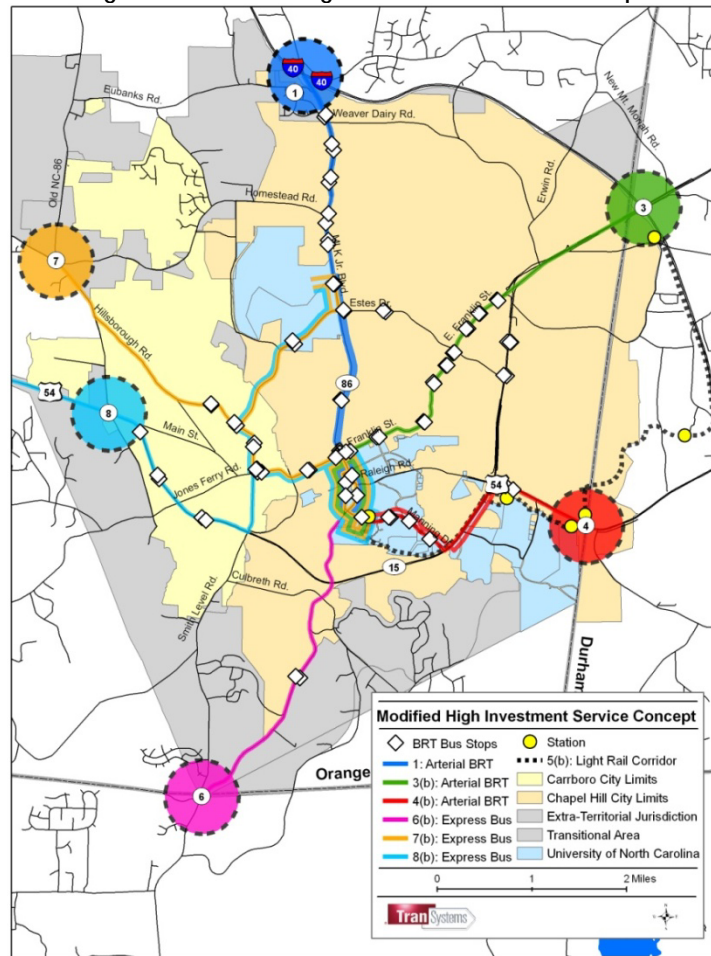 40
40
1
Eubanks Rd.
Weaver Dairy Rd.
New Mt. Moriah Rd.
Old NC-86
Homestead Rd.
Erwin Rd.
3
7
MLK Jr. Blvd
Estes Dr.
E. Franklin St.
Hillsborough Rd.
54
8
86
Main St.
Franklin St.
Jones Ferry Rd.
Raleigh Rd.
54
Manning Dr.
4
15
Culbreth Rd.
Smith Level Rd.
Durham
Orange
6
Modified High Investment Service Concept
BRT Bus Stops
Station
1: Arterial BRT
5(b): Light Rail Corridor
3(b): Arterial BRT
Carrboro City Limits
4(b): Arterial BRT
Chapel Hill City Limits
6(b): Express Bus
Extra-Territorial Jurisdiction
7(b): Express Bus
Transitional Area
8(b): Express Bus
University of North Carolina
0 1 2 Miles
TranSystems